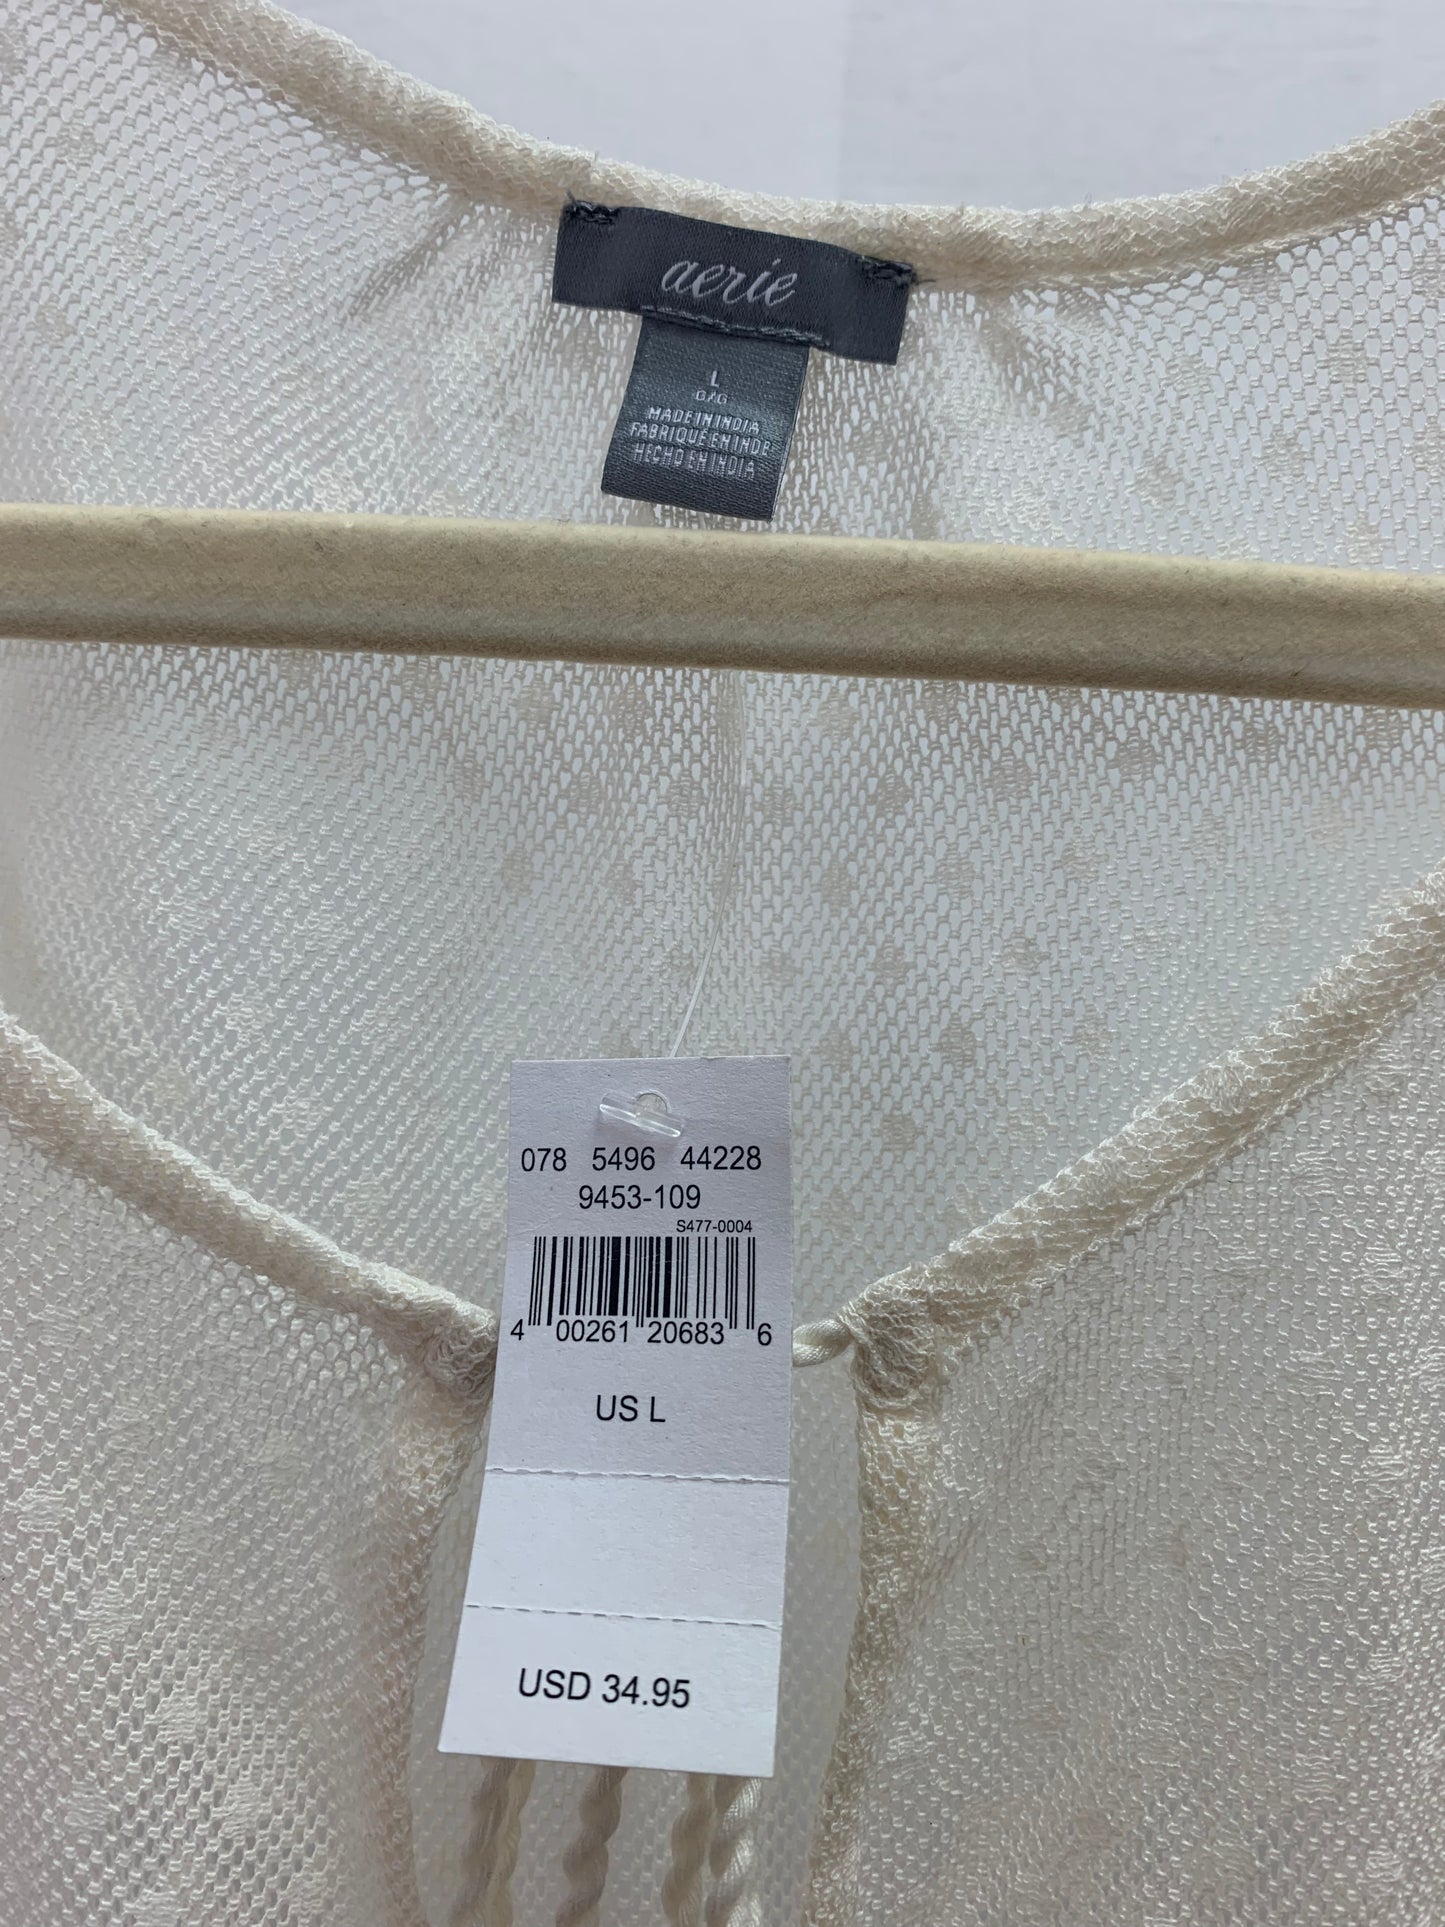 aerie
L
G/G
MADE IN INDIA
FABRIQUÉ EN INDE
HECHO EN INDIA
078 5496 44228
9453-109
S477-0004
4 00261 20683 6
US L
USD 34.95